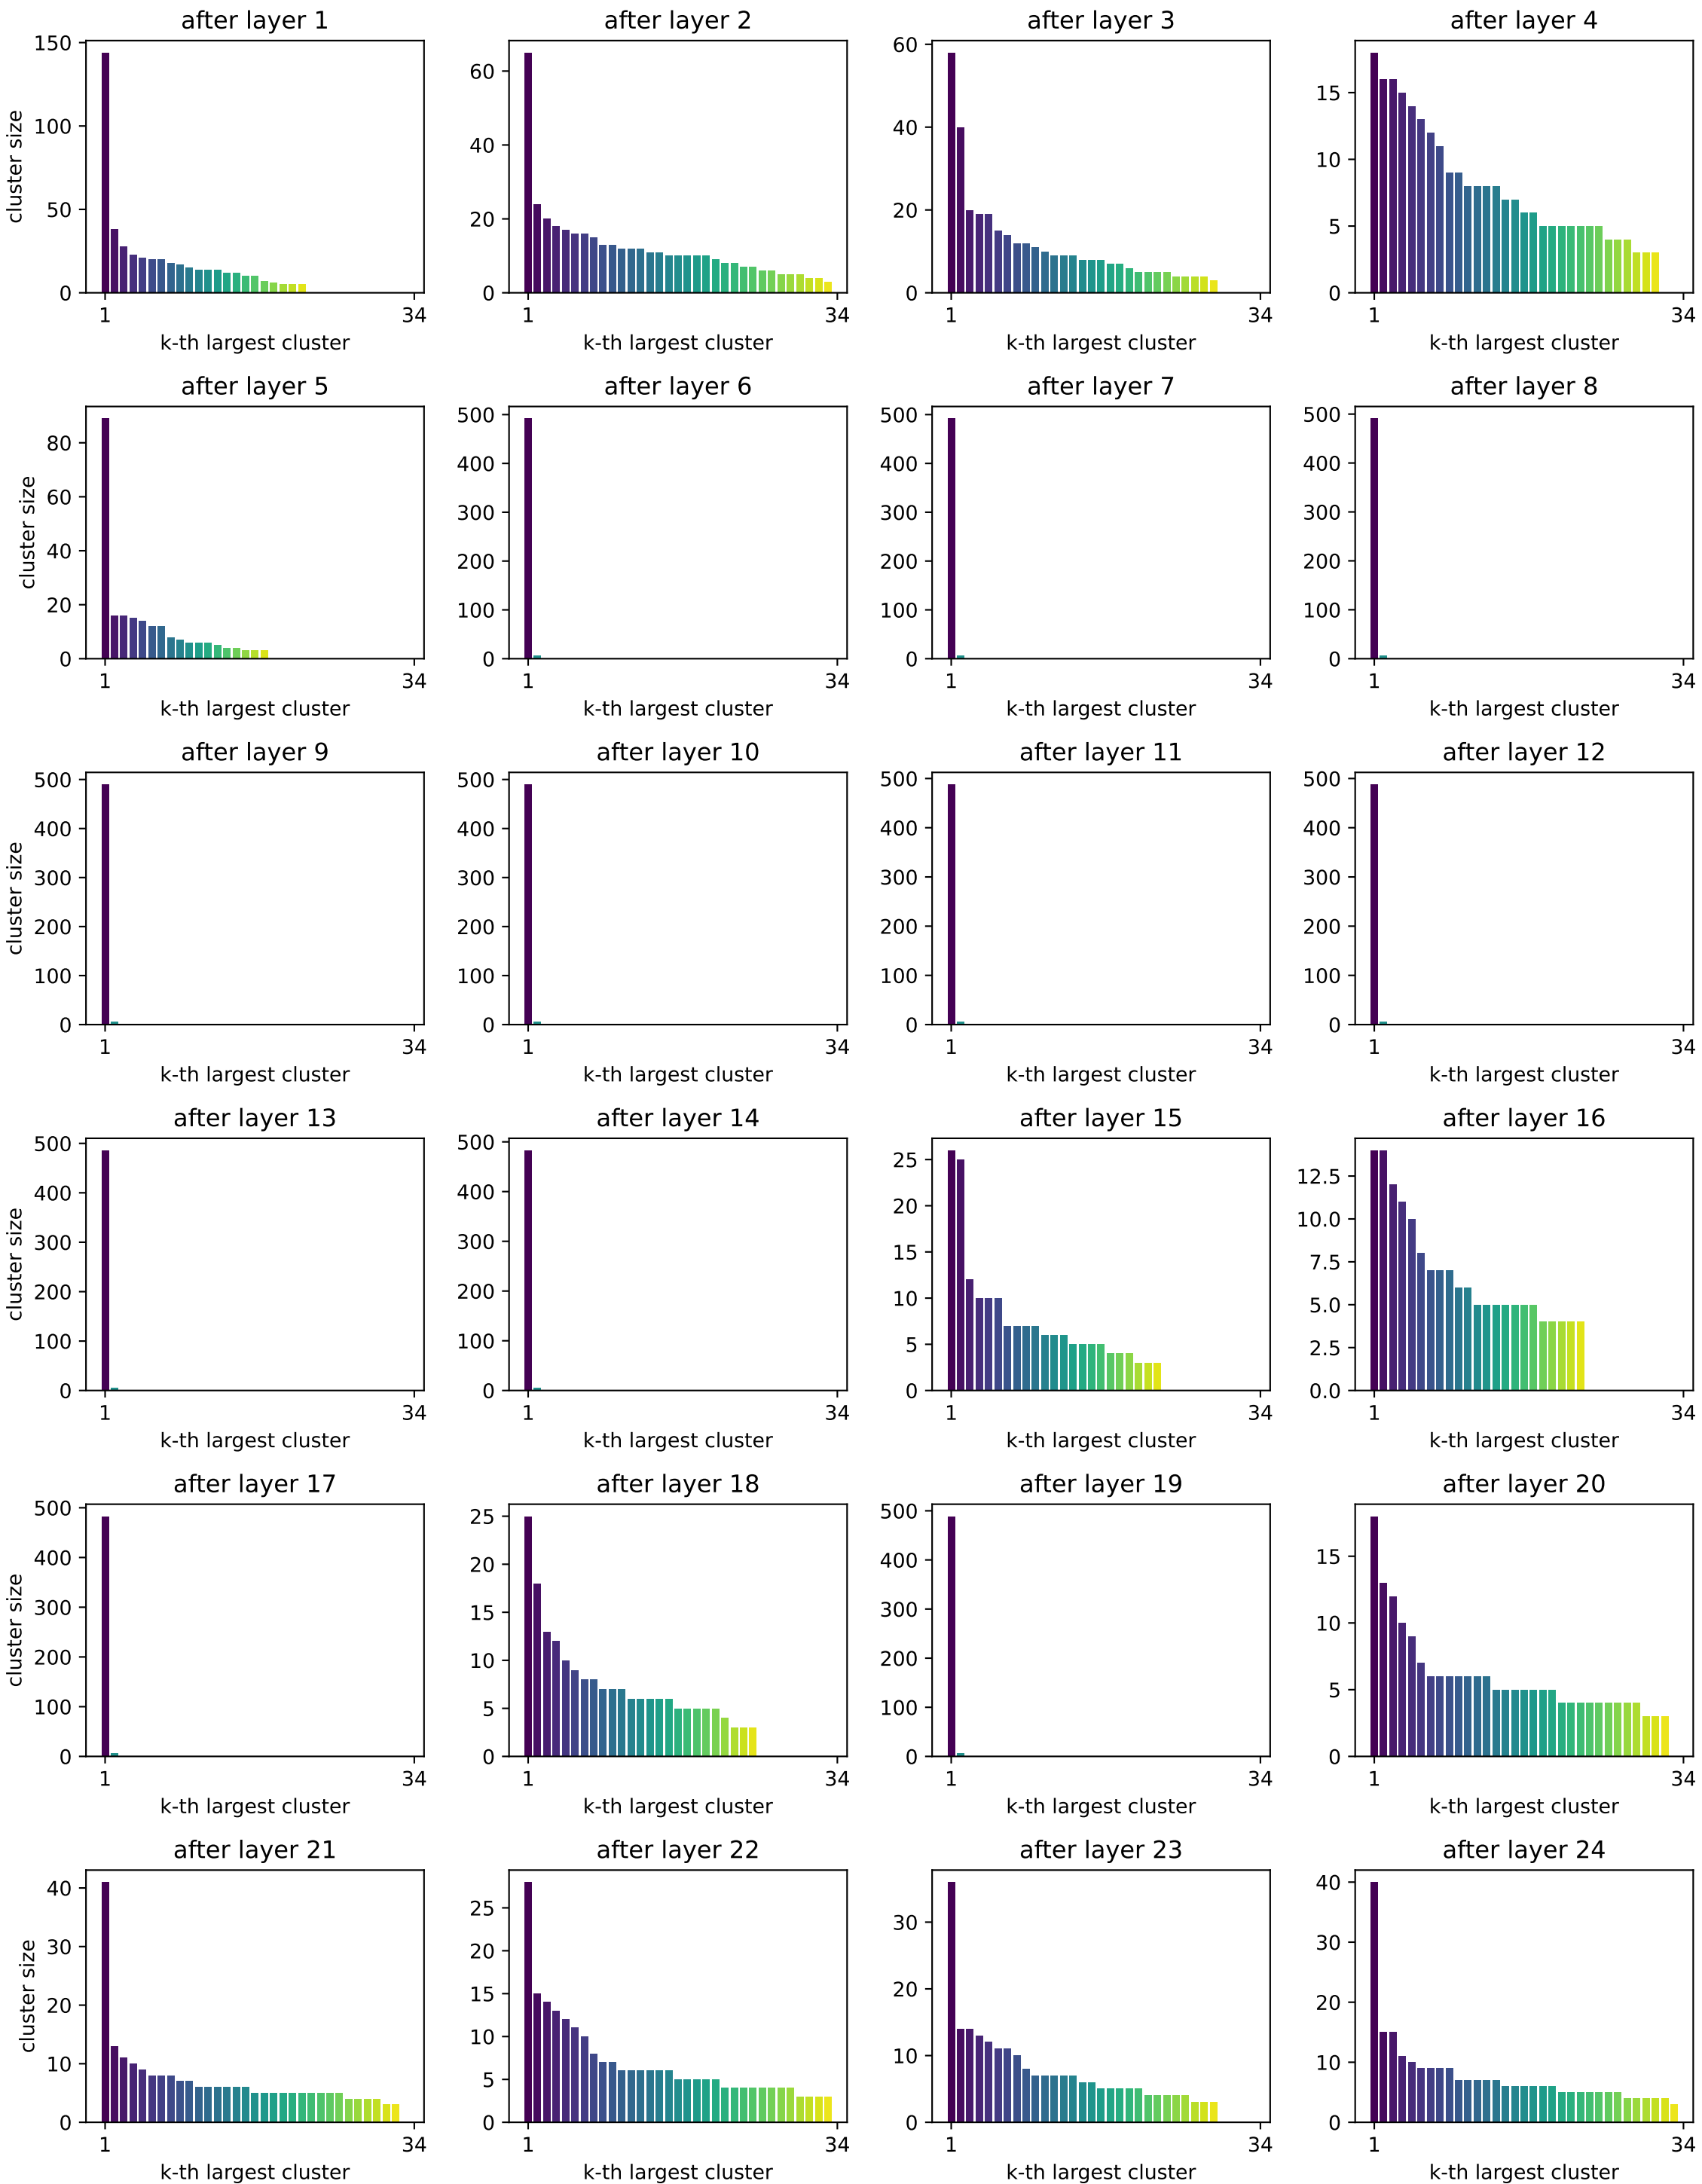 after layer 1
after layer 2
after layer 3
after layer 4
cluster size
150
100
50
0
60
40
20
0
60
40
20
0
15
10
5
0
1 34
1 34
1 34
1 34
k-th largest cluster
k-th largest cluster
k-th largest cluster
k-th largest cluster
after layer 5
after layer 6
after layer 7
after layer 8
cluster size
80
60
40
20
0
500
400
300
200
100
0
500
400
300
200
100
0
500
400
300
200
100
0
1 34
1 34
1 34
1 34
k-th largest cluster
k-th largest cluster
k-th largest cluster
k-th largest cluster
after layer 9
after layer 10
after layer 11
after layer 12
cluster size
500
400
300
200
100
0
500
400
300
200
100
0
500
400
300
200
100
0
500
400
300
200
100
0
1 34
1 34
1 34
1 34
k-th largest cluster
k-th largest cluster
k-th largest cluster
k-th largest cluster
after layer 13
after layer 14
after layer 15
after layer 16
cluster size
500
400
300
200
100
0
500
400
300
200
100
0
25
20
15
10
5
0
12.5
10.0
7.5
5.0
2.5
0.0
1 34
1 34
1 34
1 34
k-th largest cluster
k-th largest cluster
k-th largest cluster
k-th largest cluster
after layer 17
after layer 18
after layer 19
after layer 20
cluster size
500
400
300
200
100
0
25
20
15
10
5
0
500
400
300
200
100
0
15
10
5
0
1 34
1 34
1 34
1 34
k-th largest cluster
k-th largest cluster
k-th largest cluster
k-th largest cluster
after layer 21
after layer 22
after layer 23
after layer 24
cluster size
40
30
20
10
0
25
20
15
10
5
0
30
20
10
0
40
30
20
10
0
1 34
1 34
1 34
1 34
k-th largest cluster
k-th largest cluster
k-th largest cluster
k-th largest cluster